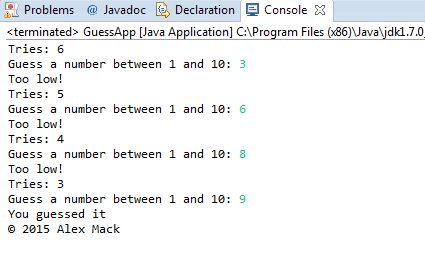 Problems @ Javadoc Declaration Console
<terminated> GuessApp [Java Application] C:\Program Files (x86)\Java\jdk1.7.0_
Tries: 6
Guess a number between 1 and 10: 3
Too low!
Tries: 5
Guess a number between 1 and 10: 6
Too low!
Tries: 4
Guess a number between 1 and 10: 8
Too low!
Tries: 3
Guess a number between 1 and 10: 9
You guessed it
© 2015 Alex Mack